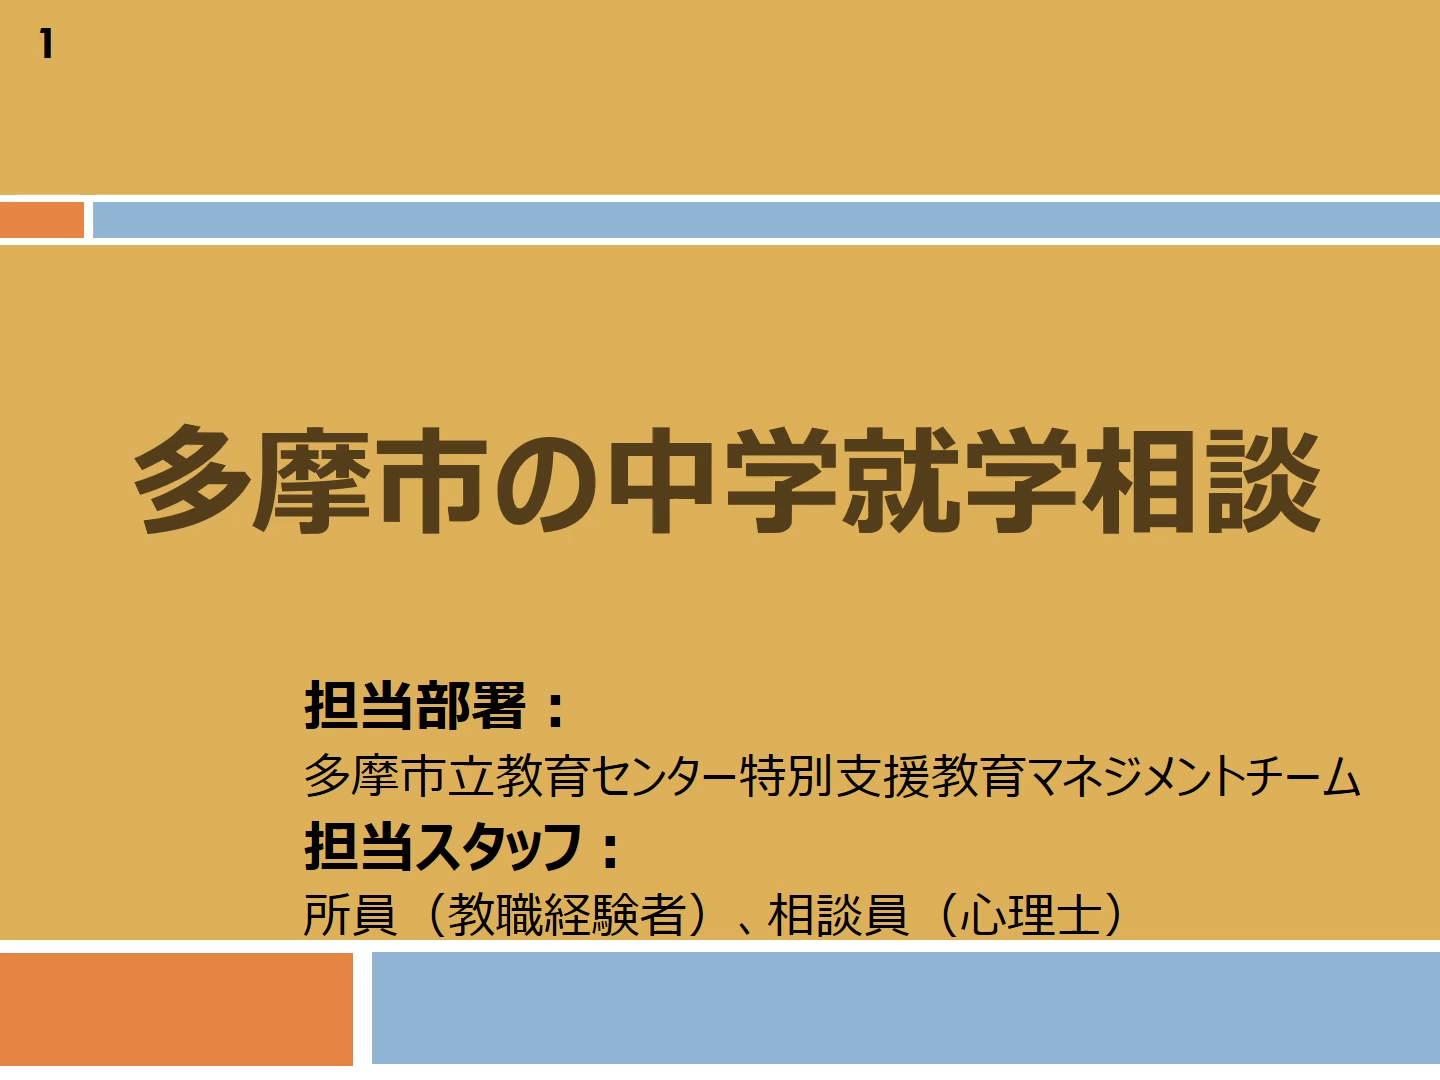 1
多摩市の中学就学相談
担当部署：
多摩市立教育センター特別支援教育マネジメントチーム
担当スタッフ：
所員（教職経験者）、相談員（心理士）